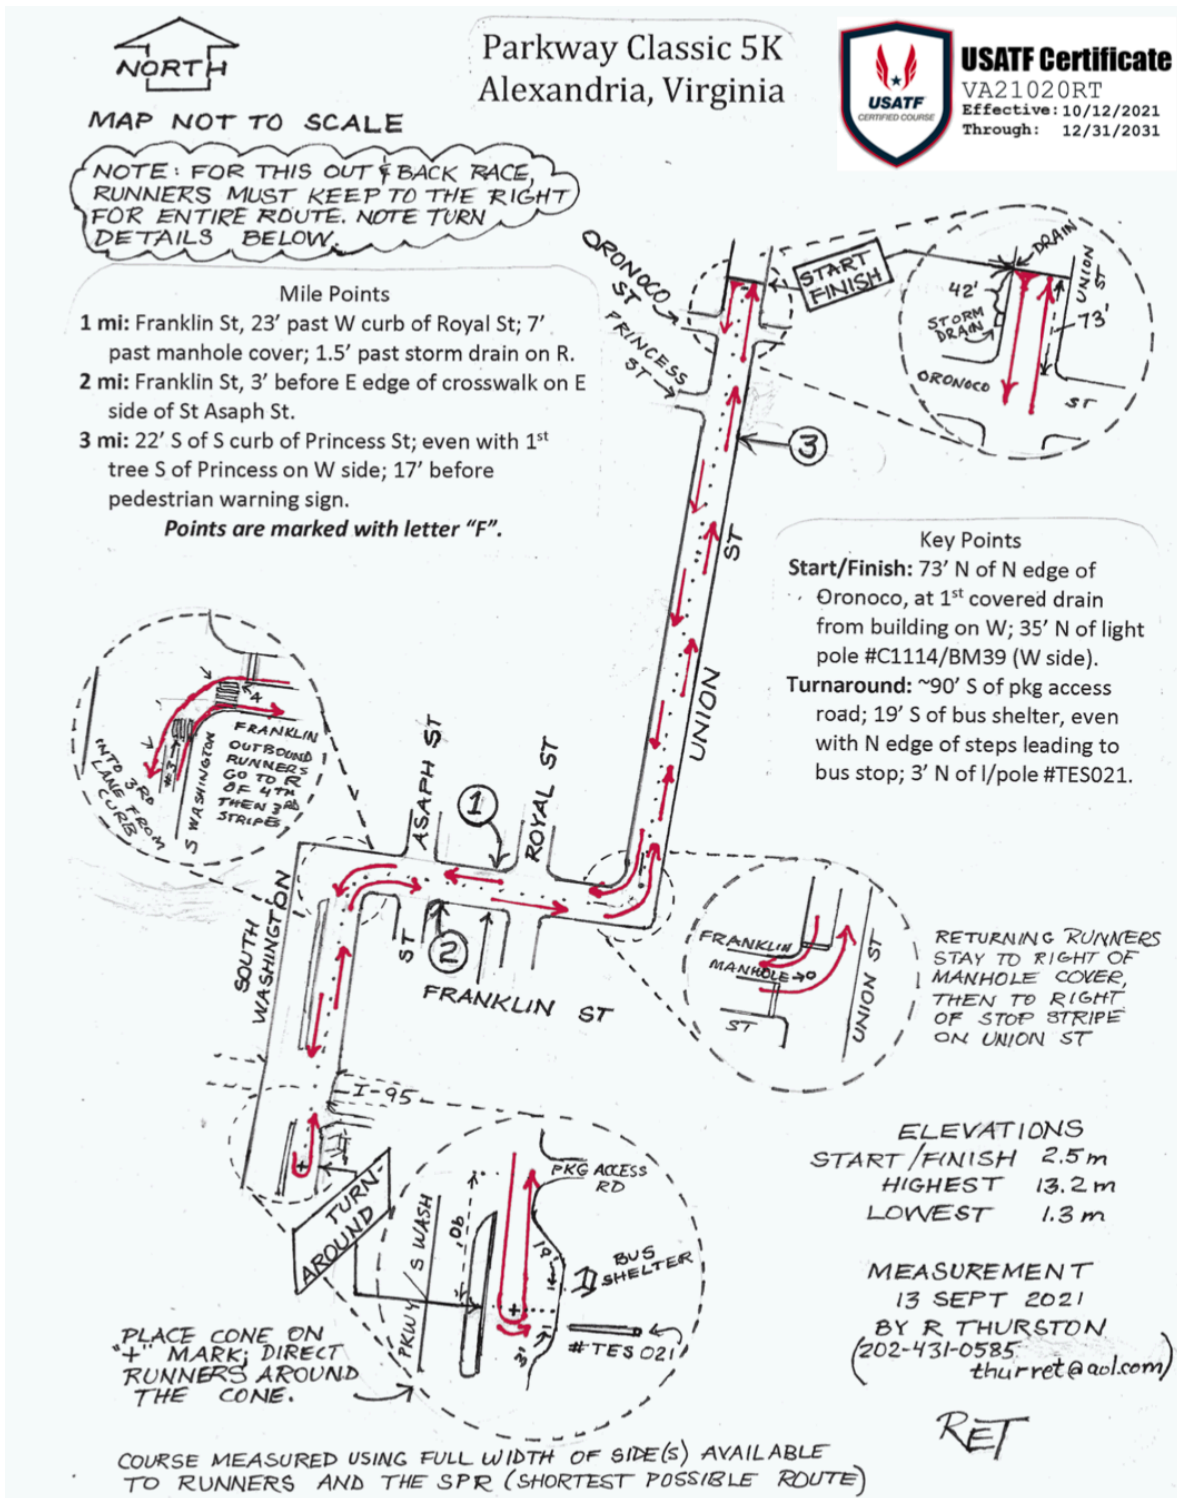 NORTH
MAP NOT TO SCALE
Parkway Classic 5K
Alexandria, Virginia
USATF
CERTIFIED COURSE
USATF Certificate
VA21020RT
Effective: 10/12/2021
Through: 12/31/2031
NOTE: FOR THIS OUT & BACK RACE,
RUNNERS MUST KEEP TO THE RIGHT
FOR ENTIRE ROUTE. NOTE TURN
DETAILS BELOW.
Mile Points
1 mi: Franklin St, 23' past W curb of Royal St; 7'
past manhole cover; 1.5' past storm drain on R.
2 mi: Franklin St, 3' before E edge of crosswalk on E
side of St Asaph St.
3 mi: 22' S of S curb of Princess St; even with 1st
tree S of Princess on W side; 17' before
pedestrian warning sign.
Points are marked with letter "F".
ORONOCO
ST
PRINCESS
ST
START
FINISH
DRAIN
UNION
ST
42'
73'
STORM
DRAIN
ORONOCO
ST
3
ST
UNION
Key Points
Start/Finish: 73' N of N edge of
Oronoco, at 1st covered drain
from building on W; 35' N of light
pole #C1114/BM39 (W side).
Turnaround: ~90' S of pkg access
road; 19' S of bus shelter, even
with N edge of steps leading to
bus stop; 3' N of l/pole #TES021.
#4
#3
FRANKLIN
OUTBOUND
RUNNERS
GO TO R
OF 4TH
THEN 3RD
STRIPE
INTO 3RD
LANE FROM
CURB
S WASHINGTON
ASAPH ST
1
ROYAL ST
SOUTH
WASHINGTON
ST
2
FRANKLIN ST
FRANKLIN
MANHOLE
ST
UNION ST
RETURNING RUNNERS
STAY TO RIGHT OF
MANHOLE COVER,
THEN TO RIGHT
OF STOP STRIPE
ON UNION ST
I-95
TURN-
AROUND
PKG ACCESS
RD
90'
PKWY / S WASH
19'
BUS
SHELTER
3'
#TES021
PLACE CONE ON
"+" MARK; DIRECT
RUNNERS AROUND
THE CONE.
ELEVATIONS
START/FINISH 2.5 m
HIGHEST 13.2 m
LOWEST 1.3 m
MEASUREMENT
13 SEPT 2021
BY R THURSTON
(202-431-0585
thurret@aol.com)
RET
COURSE MEASURED USING FULL WIDTH OF SIDE(S) AVAILABLE
TO RUNNERS AND THE SPR (SHORTEST POSSIBLE ROUTE)